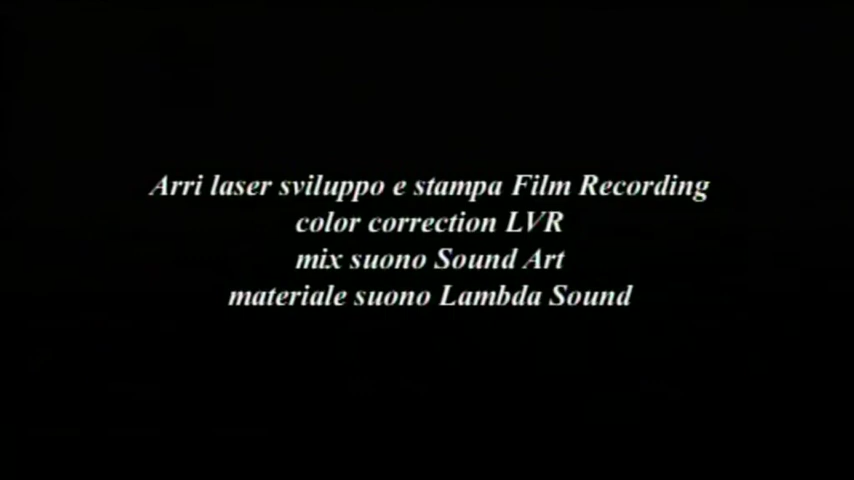 Arri laser sviluppo e stampa Film Recording
color correction LVR
mix suono Sound Art
materiale suono Lambda Sound